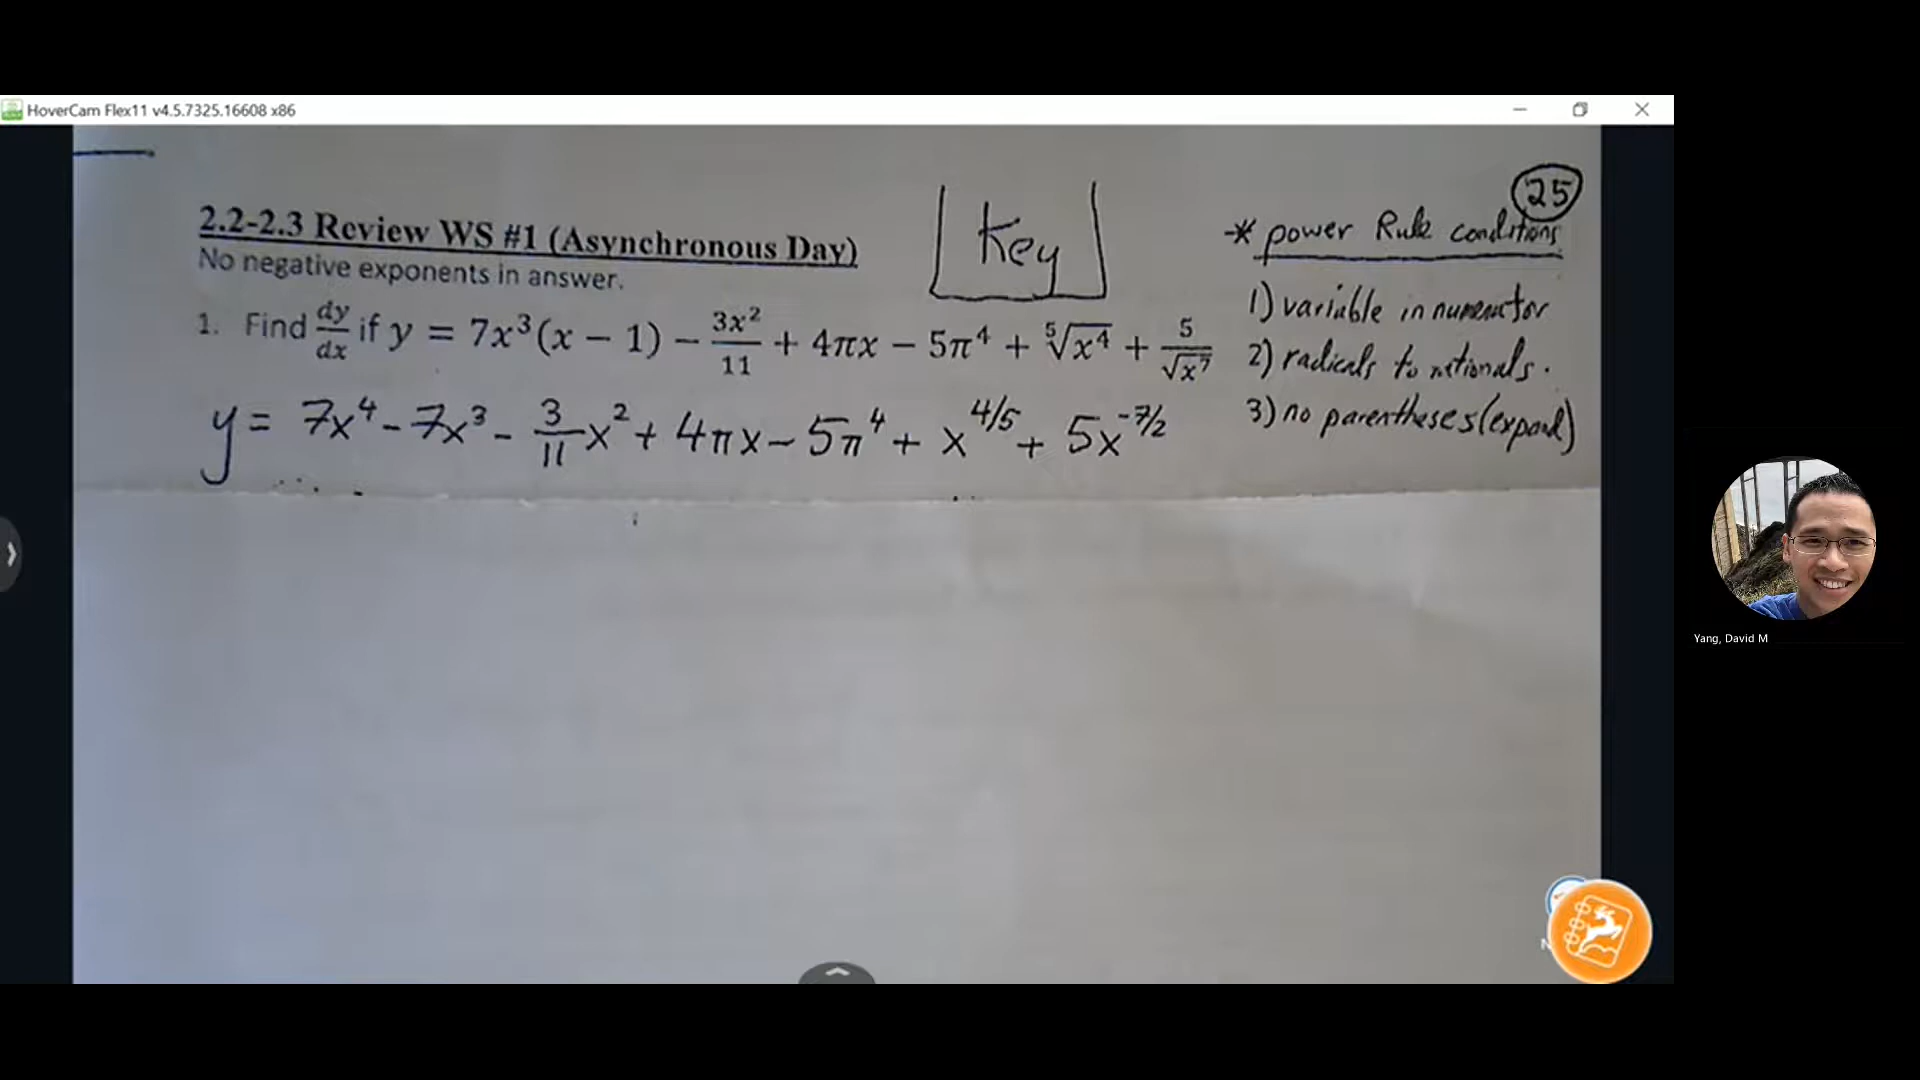 HoverCam Flex11 v4.5.7325.16608 x86
25
2.2-2.3 Review WS #1 (Asynchronous Day)
Key
* power Rule conditions
No negative exponents in answer.
1) variable in numerator
1. Find dy/dx if y = 7x³(x − 1) − 3x²/11 + 4πx − 5π⁴ + ⁵√x⁴ + 5/√x⁷
2) radicals to rationals.
y = 7x⁴ - 7x³ - 3/11 x² + 4πx - 5π⁴ + x^4/5 + 5x^-7/2
3) no parentheses (expand)
Yang, David M